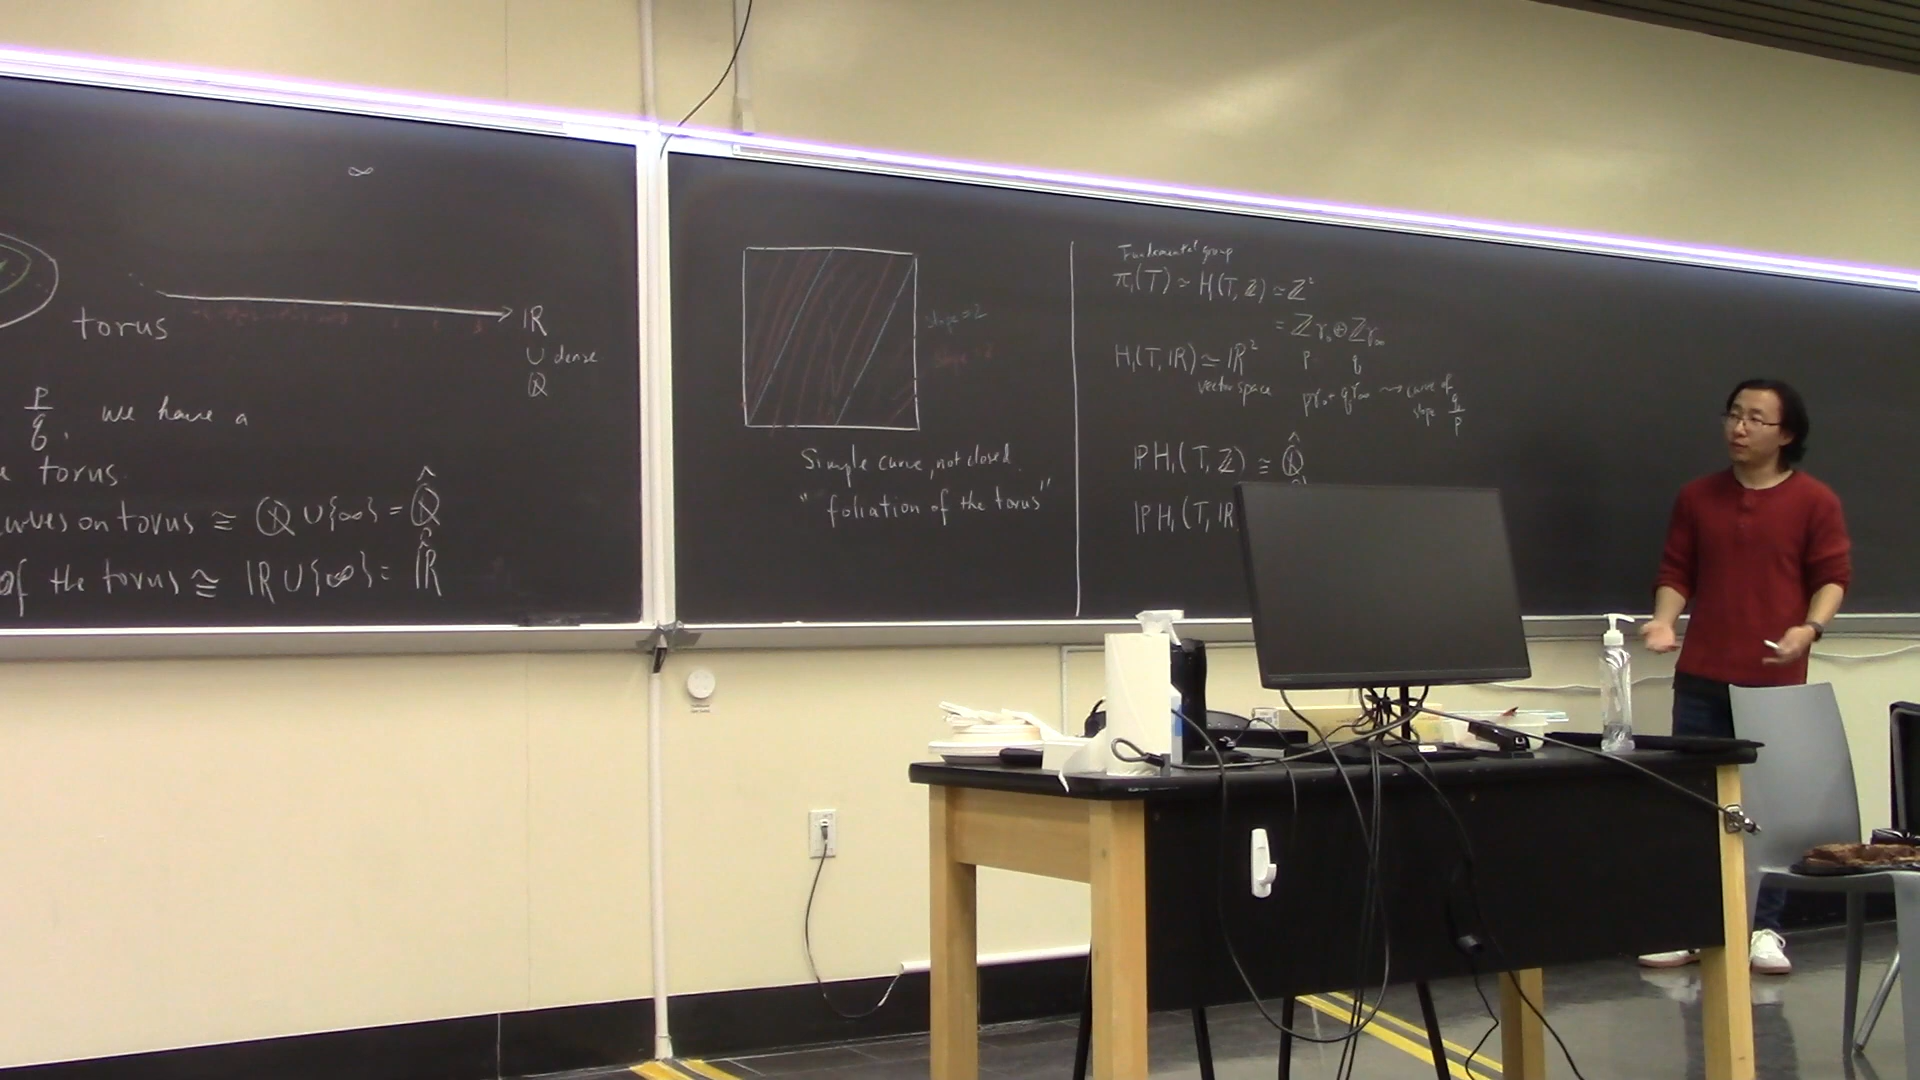 ∞
torus
ℝ
∪ dense
ℚ
p/q, we have a
torus.
on torus ≅ ℚ ∪{∞} = ℚ̂
of the torus ≅ ℝ∪{∞} = ℝ̂
slope = 2
Simple curve, not closed.
"foliation of the torus"
Fundamental group
π₁(T) ≃ H₁(T, ℤ) ≃ ℤ²
= ℤγ₀⊕ℤγ∞
p q
H₁(T, ℝ) ≃ ℝ²
vector space
pγ₀+qγ∞ ⇝ curve of
slope q/p
ℙH₁(T, ℤ) ≅ ℚ̂
ℙH₁(T, ℝ